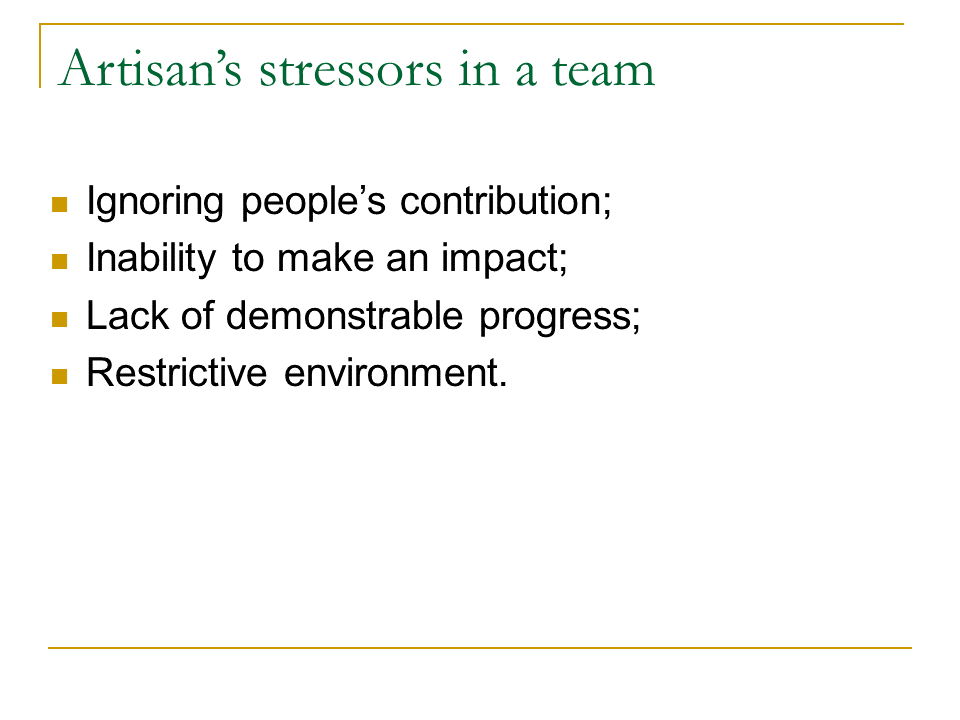 Artisan’s stressors in a team
Ignoring people’s contribution;
Inability to make an impact;
Lack of demonstrable progress;
Restrictive environment.